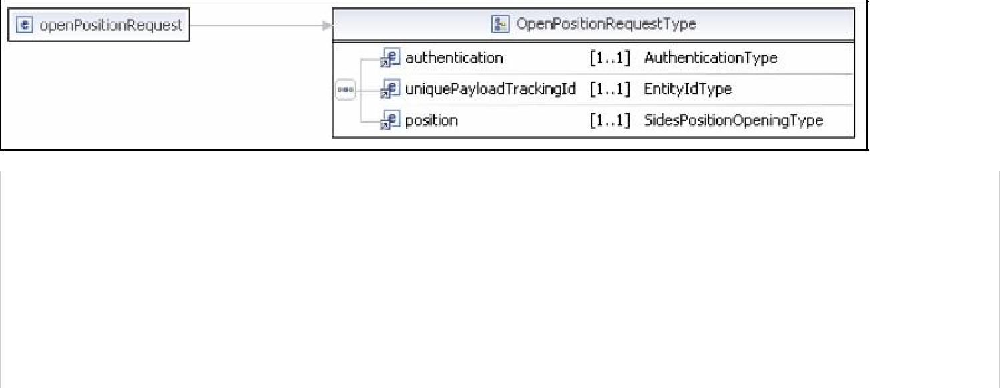 e openPositionRequest
OpenPositionRequestType
e authentication [1..1] AuthenticationType
e uniquePayloadTrackingId [1..1] EntityIdType
e position [1..1] SidesPositionOpeningType